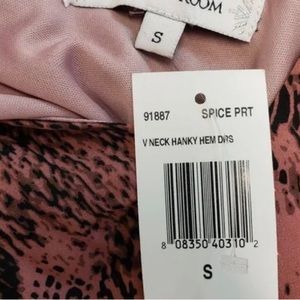 ROOM
S
91887 SPICE PRT
V NECK HANKY HEM DRS
8 08350 40310 2
S